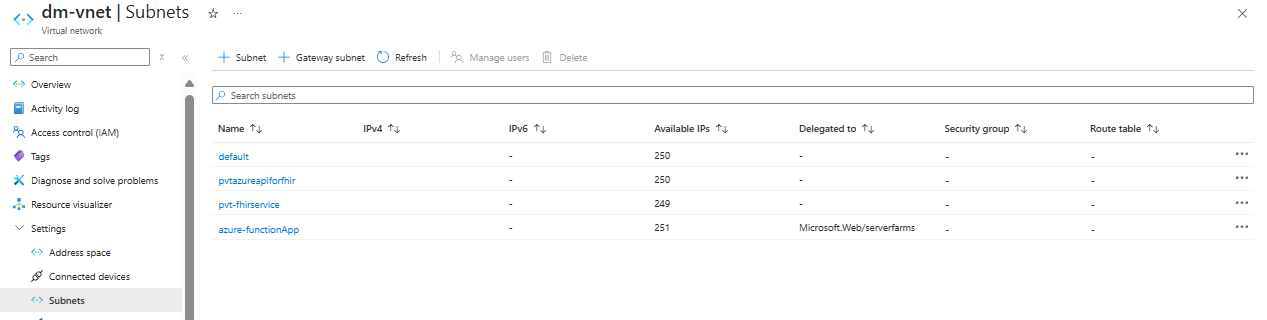 dm-vnet | Subnets ☆ ...
Virtual network
Search
+ Subnet + Gateway subnet Refresh Manage users Delete
Overview
Activity log
Access control (IAM)
Tags
Diagnose and solve problems
Resource visualizer
Settings
Address space
Connected devices
Subnets
Search subnets
Name ↑↓ IPv4 ↑↓ IPv6 ↑↓ Available IPs ↑↓ Delegated to ↑↓ Security group ↑↓ Route table ↑↓
default - 250 - - - ...
pvtazureapiforfhir - 250 - - - ...
pvt-fhirservice - 249 - - - ...
azure-functionApp - 251 Microsoft.Web/serverfarms - - ...